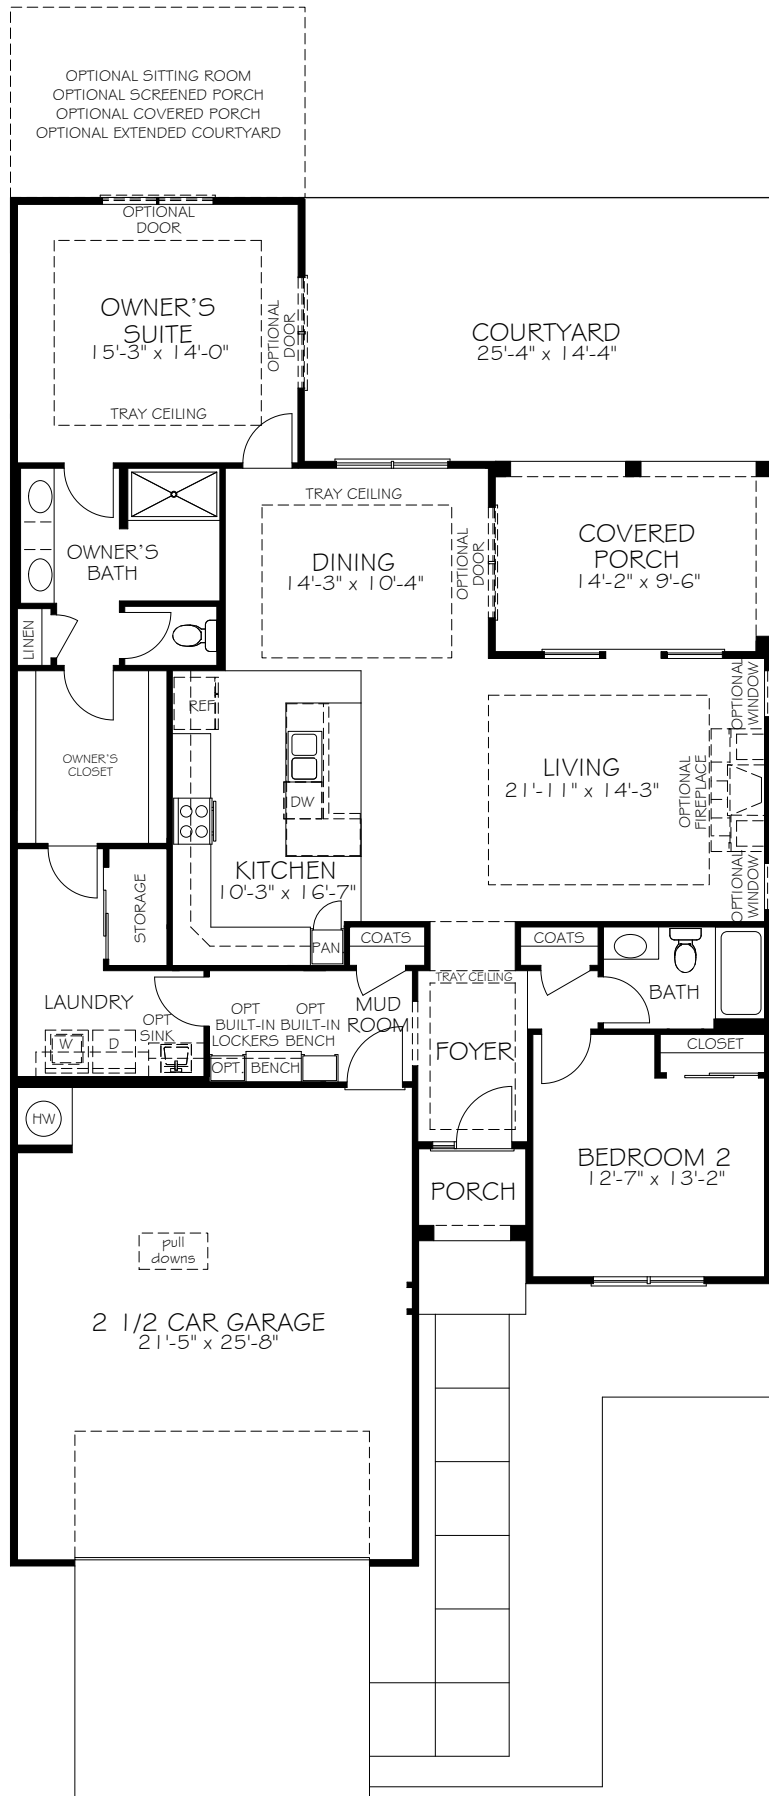 OPTIONAL SITTING ROOM
OPTIONAL SCREENED PORCH
OPTIONAL COVERED PORCH
OPTIONAL EXTENDED COURTYARD
OPTIONAL
DOOR
OWNER'S
SUITE
15'-3" x 14'-0"
OPTIONAL
DOOR
TRAY CEILING
COURTYARD
25'-4" x 14'-4"
OWNER'S
BATH
LINEN
TRAY CEILING
DINING
14'-3" x 10'-4"
OPTIONAL
DOOR
COVERED
PORCH
14'-2" x 9'-6"
OWNER'S
CLOSET
REF
DW
KITCHEN
10'-3" x 16'-7"
PAN.
LIVING
21'-11" x 14'-3"
OPTIONAL
FIREPLACE
OPTIONAL
WINDOW
OPTIONAL
WINDOW
STORAGE
COATS
COATS
BATH
LAUNDRY
OPT
SINK
W
D
OPT
BUILT-IN
LOCKERS
OPT
BUILT-IN
BENCH
OPT.
BENCH
MUD
ROOM
TRAY CEILING
FOYER
CLOSET
HW
BEDROOM 2
12'-7" x 13'-2"
PORCH
pull
downs
2 1/2 CAR GARAGE
21'-5" x 25'-8"